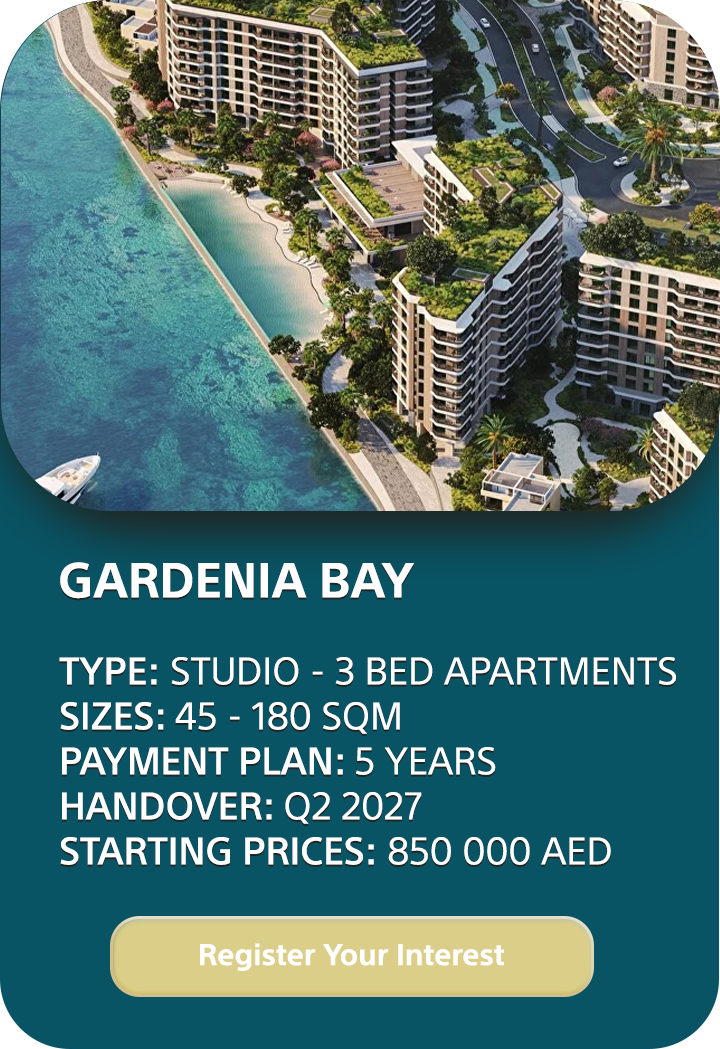 GARDENIA BAY
TYPE: STUDIO - 3 BED APARTMENTS
SIZES: 45 - 180 SQM
PAYMENT PLAN: 5 YEARS
HANDOVER: Q2 2027
STARTING PRICES: 850 000 AED
Register Your Interest